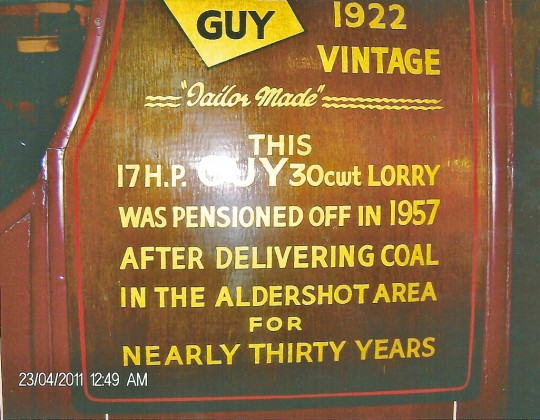 GUY
1922
VINTAGE
"Tailor Made"
THIS
17 H.P. GUY 30cwt LORRY
WAS PENSIONED OFF IN 1957
AFTER DELIVERING COAL
IN THE ALDERSHOT AREA
FOR
NEARLY THIRTY YEARS
23/04/2011 12:49 AM